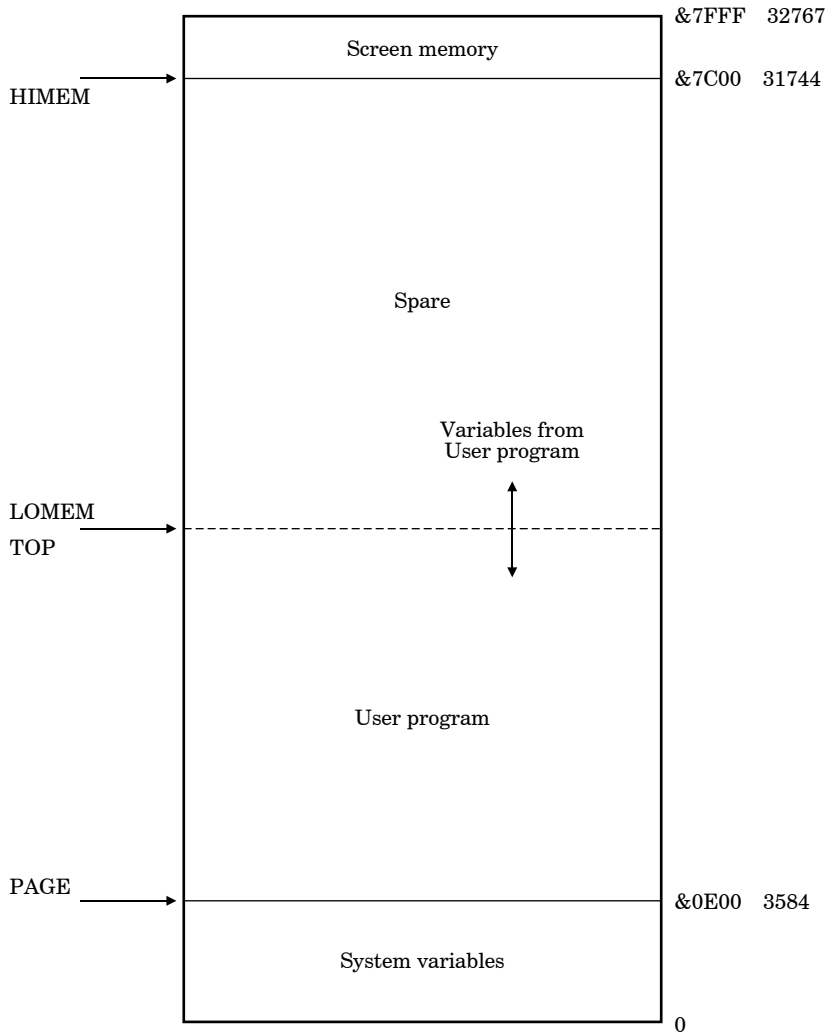 &7FFF 32767
Screen memory
HIMEM
&7C00 31744
Spare
Variables from
User program
LOMEM
TOP
User program
PAGE
&0E00 3584
System variables
0